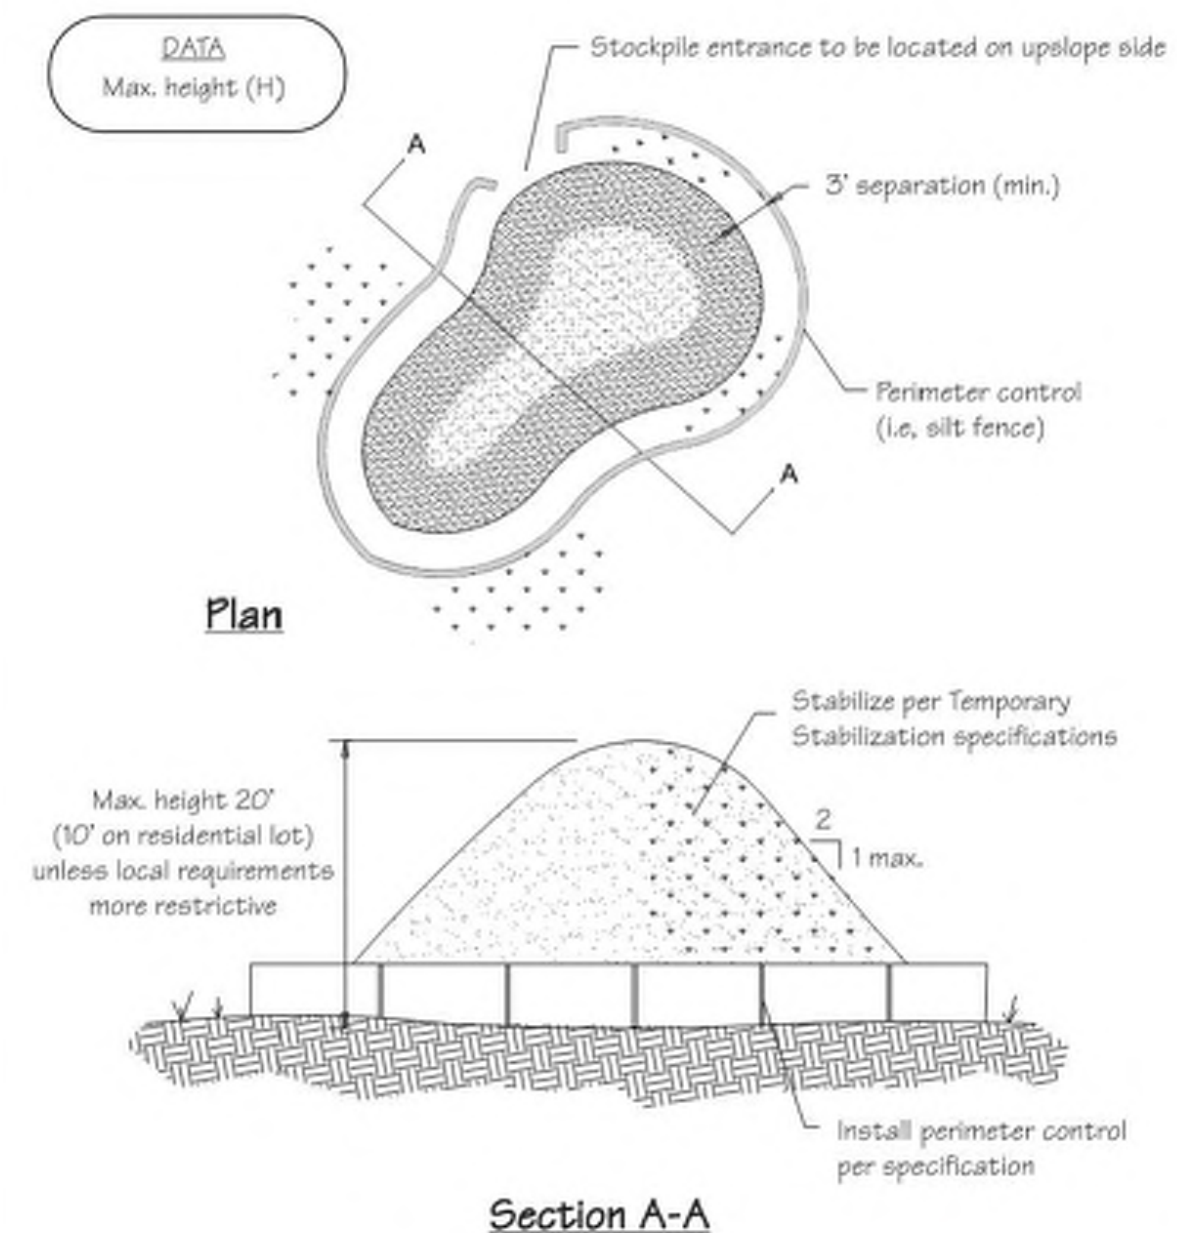 DATA
Max. height (H)
Stockpile entrance to be located on upslope side
A
3' separation (min.)
Perimeter control
(i.e, silt fence)
A
Plan
Stabilize per Temporary
Stabilization specifications
Max. height 20'
(10' on residential lot)
unless local requirements
more restrictive
2
1 max.
Install perimeter control
per specification
Section A-A